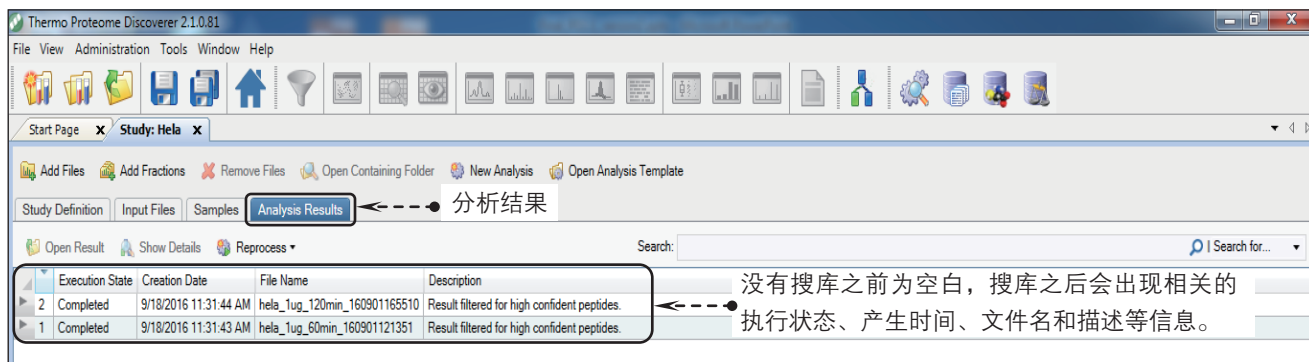 Thermo Proteome Discoverer 2.1.0.81
File View Administration Tools Window Help
Start Page x Study: Hela x
Add Files Add Fractions Remove Files Open Containing Folder New Analysis Open Analysis Template
Study Definition Input Files Samples Analysis Results 分析结果
Open Result Show Details Reprocess Search: | Search for...
Execution State Creation Date File Name Description
2 Completed 9/18/2016 11:31:44 AM hela_1ug_120min_160901165510 Result filtered for high confident peptides.
1 Completed 9/18/2016 11:31:43 AM hela_1ug_60min_160901121351 Result filtered for high confident peptides.
没有搜库之前为空白，搜库之后会出现相关的
执行状态、产生时间、文件名和描述等信息。